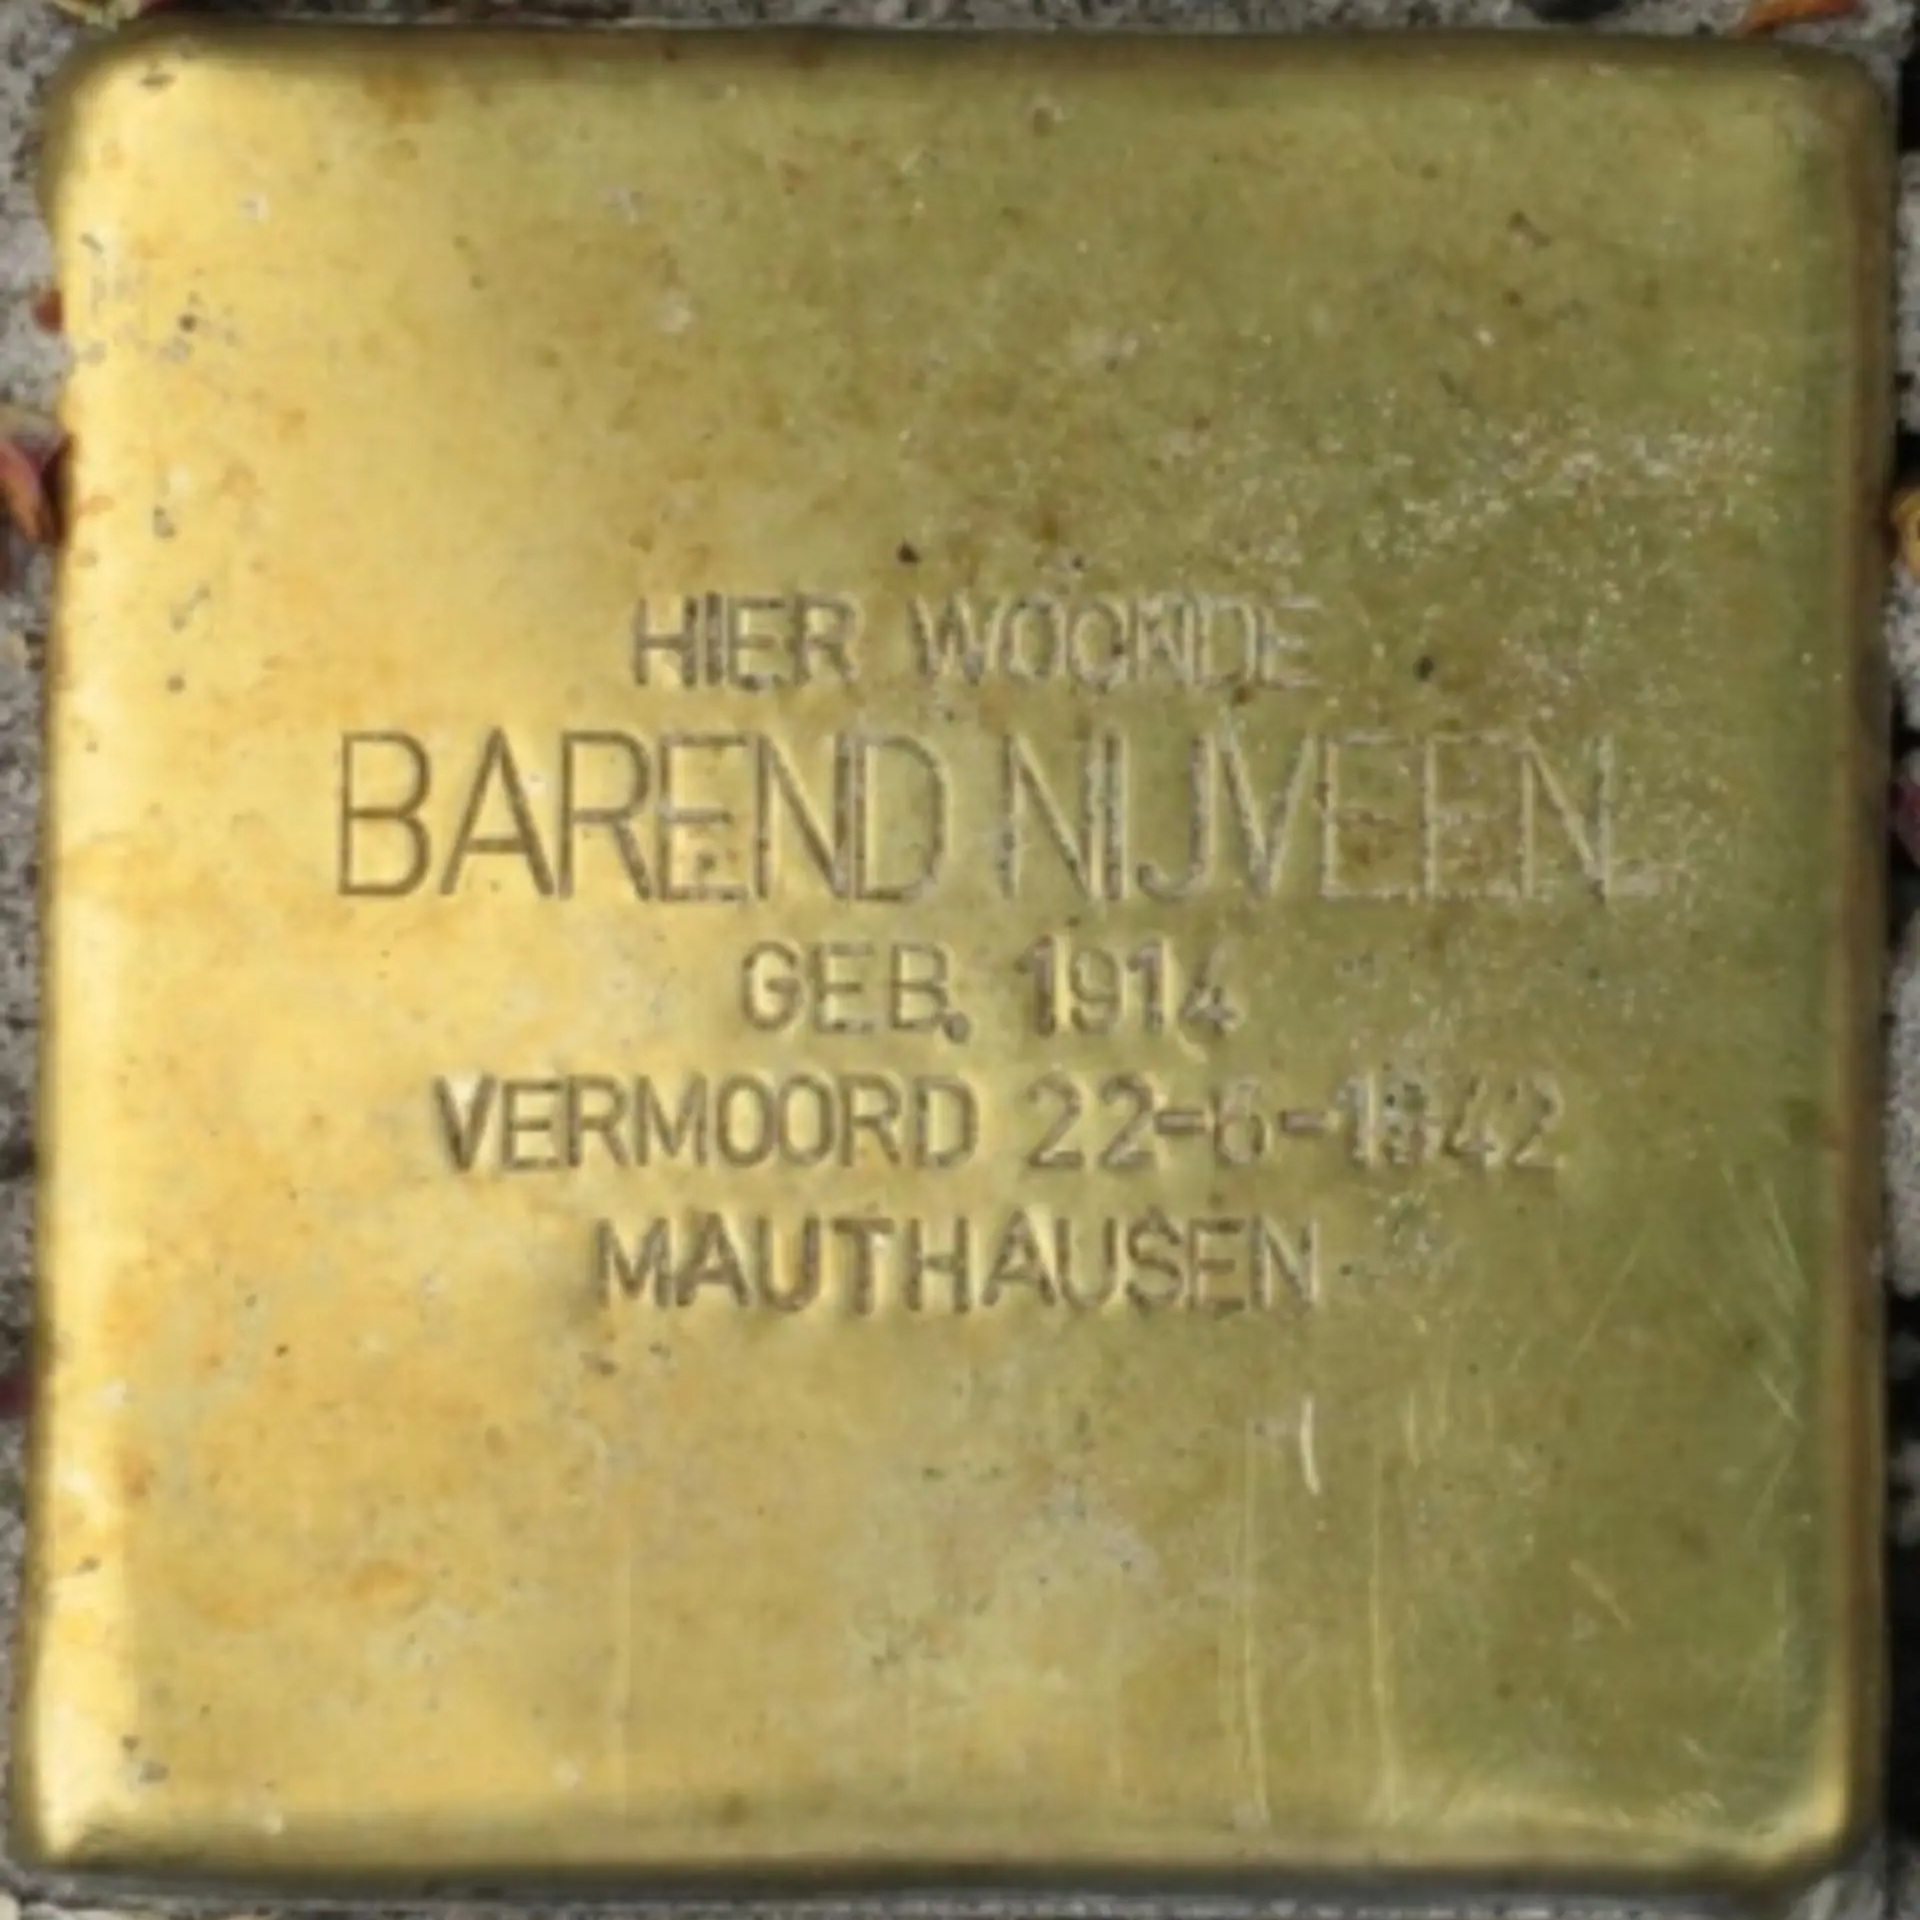 HIER WOONDE
BAREND NIJVEEN
GEB. 1914
VERMOORD 22-6-1942
MAUTHAUSEN